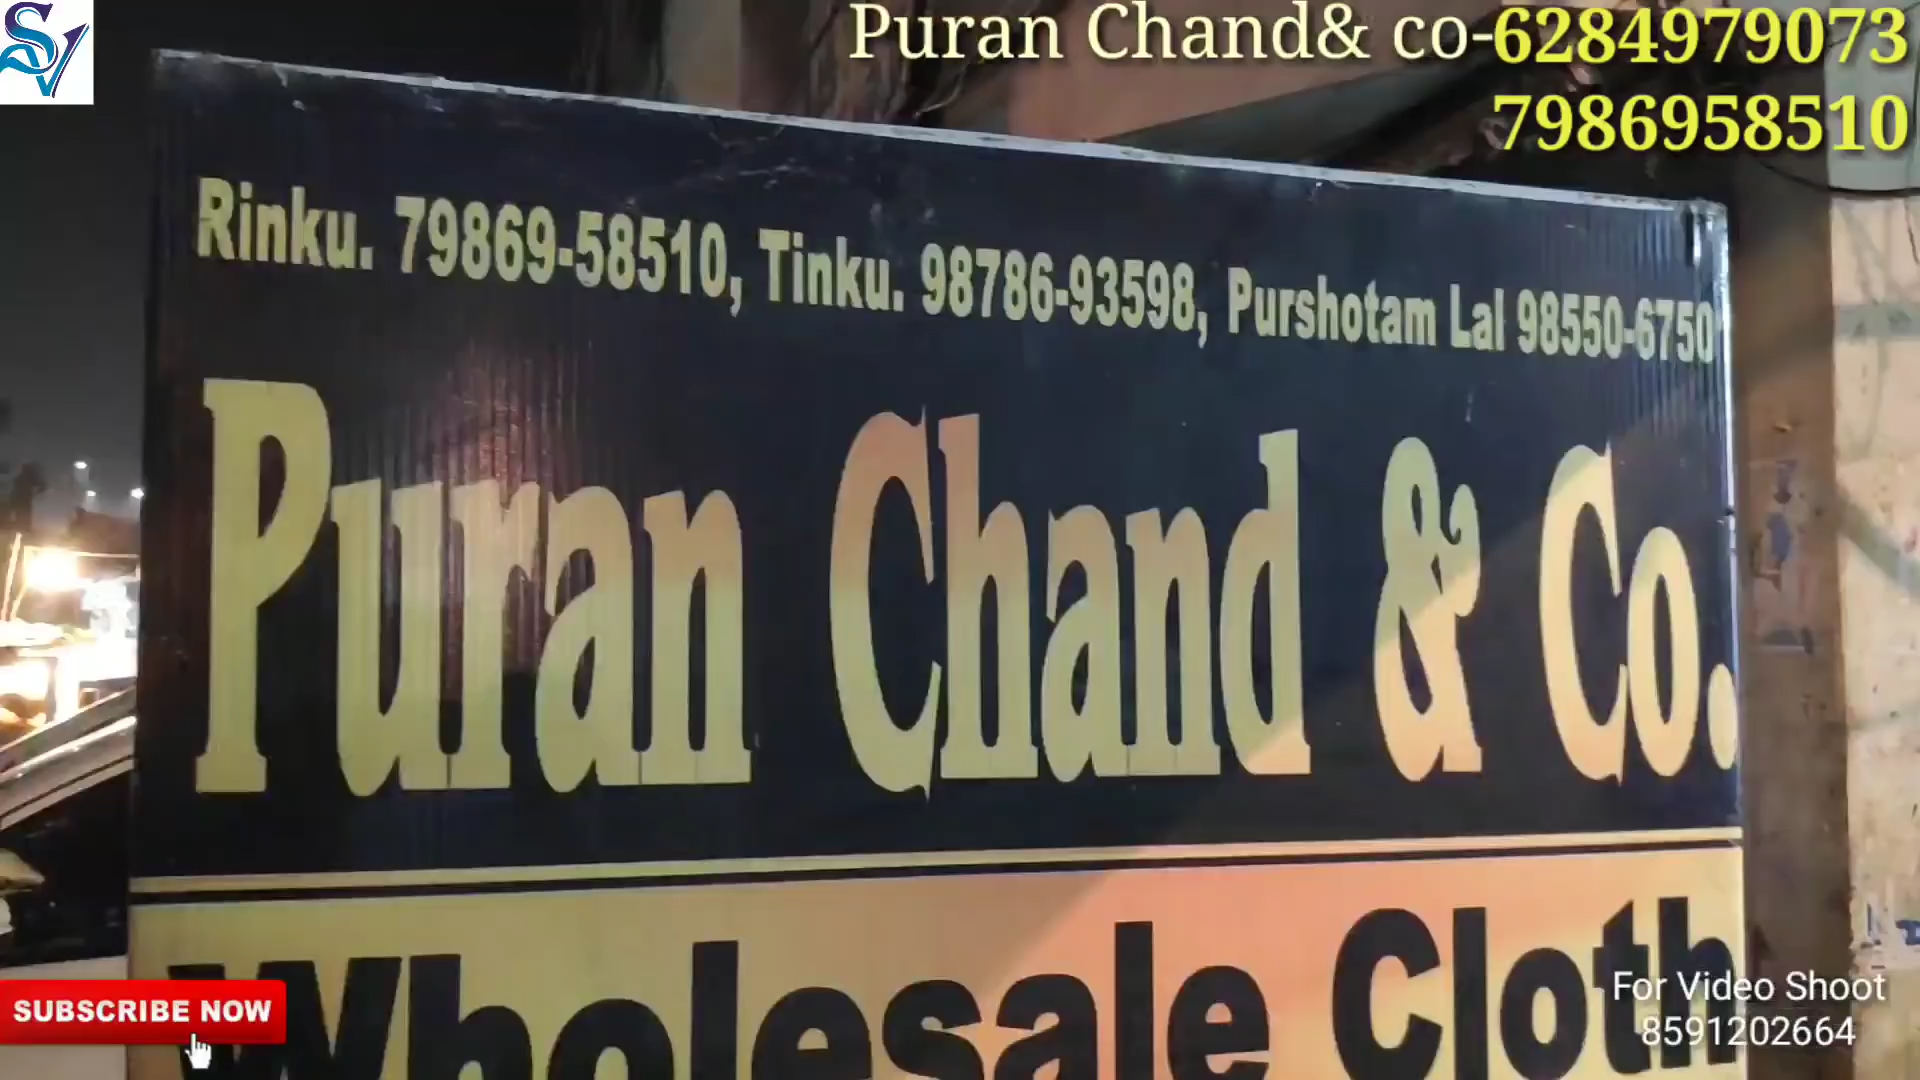 SV
Puran Chand& co-6284979073
7986958510
Rinku. 79869-58510, Tinku. 98786-93598, Purshotam Lal 98550-6750
Puran Chand & Co.
Wholesale Cloth
SUBSCRIBE NOW
For Video Shoot
8591202664